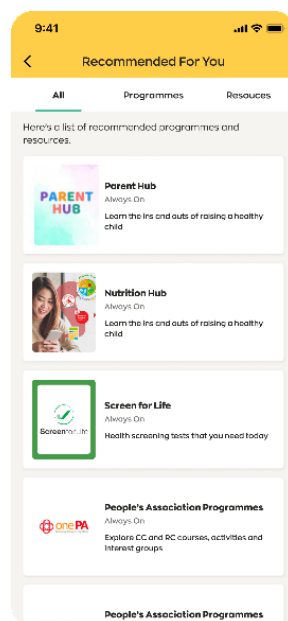 9:41
Recommended For You
All Programmes Resouces
Here's a list of recommended programmes and
resources.
PARENT
HUB
Parent Hub
Always On
Learn the ins and outs of raising a healthy
child
Nutrition Hub
Always On
Learn the ins and outs of raising a healthy
child
Screen for Life
Always On
Health screening tests that you need today
ScreenforLife
People's Association Programmes
Always On
Explore CC and RC courses, activities and
interest groups
onePA
People's Association Programmes